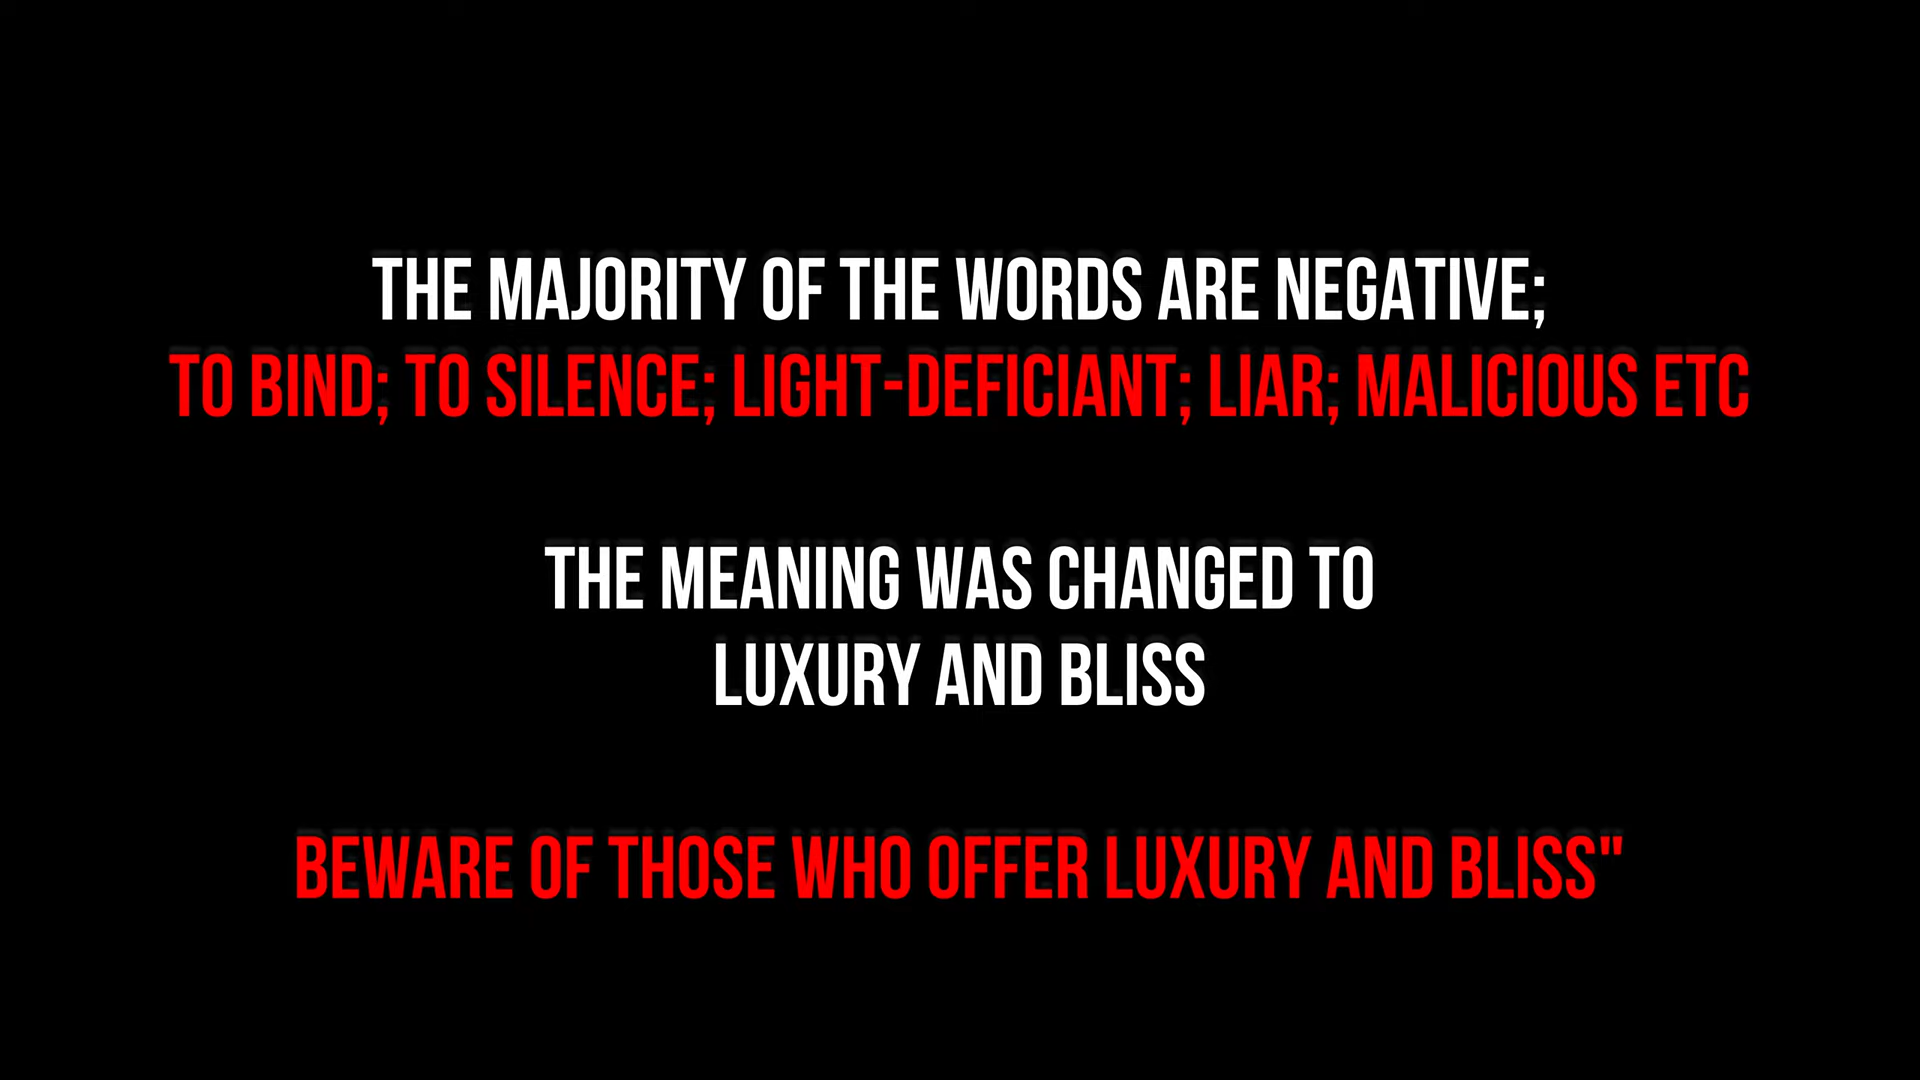 THE MAJORITY OF THE WORDS ARE NEGATIVE;
TO BIND; TO SILENCE; LIGHT-DEFICIANT; LIAR; MALICIOUS ETC
THE MEANING WAS CHANGED TO
LUXURY AND BLISS
BEWARE OF THOSE WHO OFFER LUXURY AND BLISS"